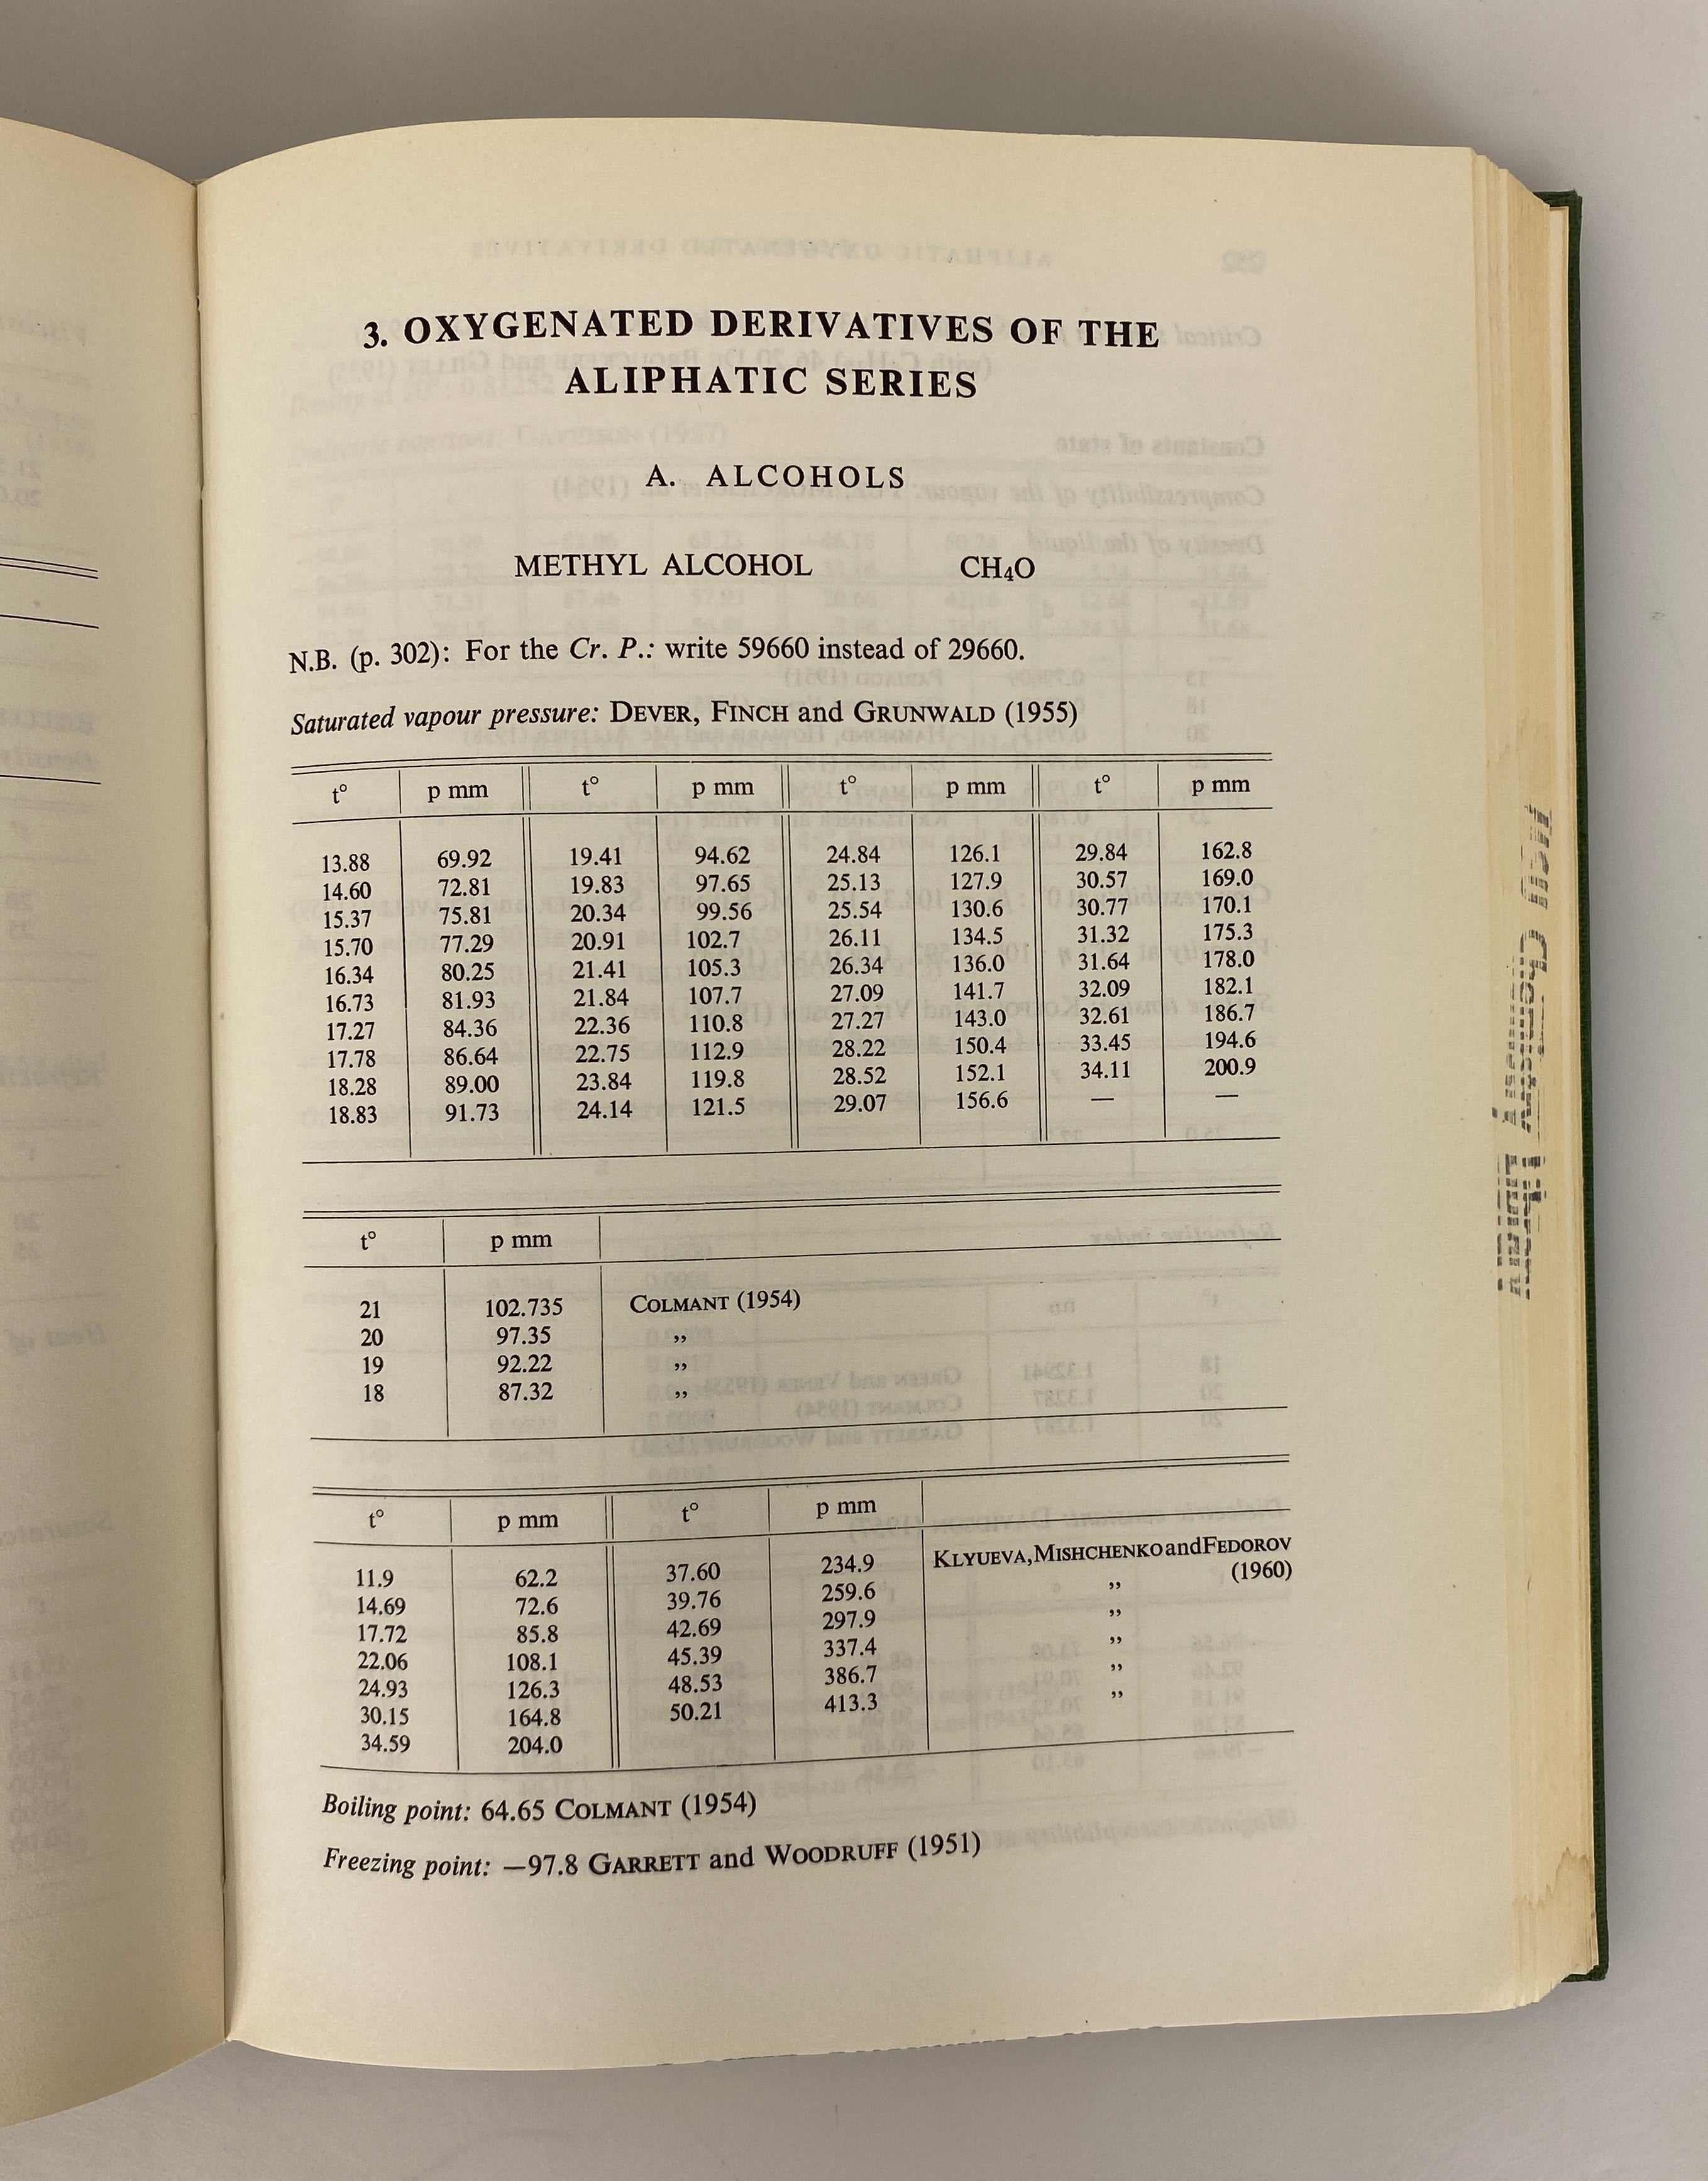 3. OXYGENATED DERIVATIVES OF THE
ALIPHATIC SERIES
A. ALCOHOLS
METHYL ALCOHOL CH₄O
N.B. (p. 302): For the Cr. P.: write 59660 instead of 29660.
Saturated vapour pressure: DEVER, FINCH and GRUNWALD (1955)
t° p mm t° p mm t° p mm t° p mm
13.88 69.92 19.41 94.62 24.84 126.1 29.84 162.8
14.60 72.81 19.83 97.65 25.13 127.9 30.57 169.0
15.37 75.81 20.34 99.56 25.54 130.6 30.77 170.1
15.70 77.29 20.91 102.7 26.11 134.5 31.32 175.3
16.34 80.25 21.41 105.3 26.34 136.0 31.64 178.0
16.73 81.93 21.84 107.7 27.09 141.7 32.09 182.1
17.27 84.36 22.36 110.8 27.27 143.0 32.61 186.7
17.78 86.64 22.75 112.9 28.22 150.4 33.45 194.6
18.28 89.00 23.84 119.8 28.52 152.1 34.11 200.9
18.83 91.73 24.14 121.5 29.07 156.6 — —
t° p mm
21 102.735 COLMANT (1954)
20 97.35 ,,
19 92.22 ,,
18 87.32 ,,
t° p mm t° p mm
11.9 62.2 37.60 234.9 KLYUEVA, MISHCHENKO and FEDOROV
(1960)
14.69 72.6 39.76 259.6 ,,
17.72 85.8 42.69 297.9 ,,
22.06 108.1 45.39 337.4 ,,
24.93 126.3 48.53 386.7 ,,
30.15 164.8 50.21 413.3 ,,
34.59 204.0
Boiling point: 64.65 COLMANT (1954)
Freezing point: —97.8 GARRETT and WOODRUFF (1951)